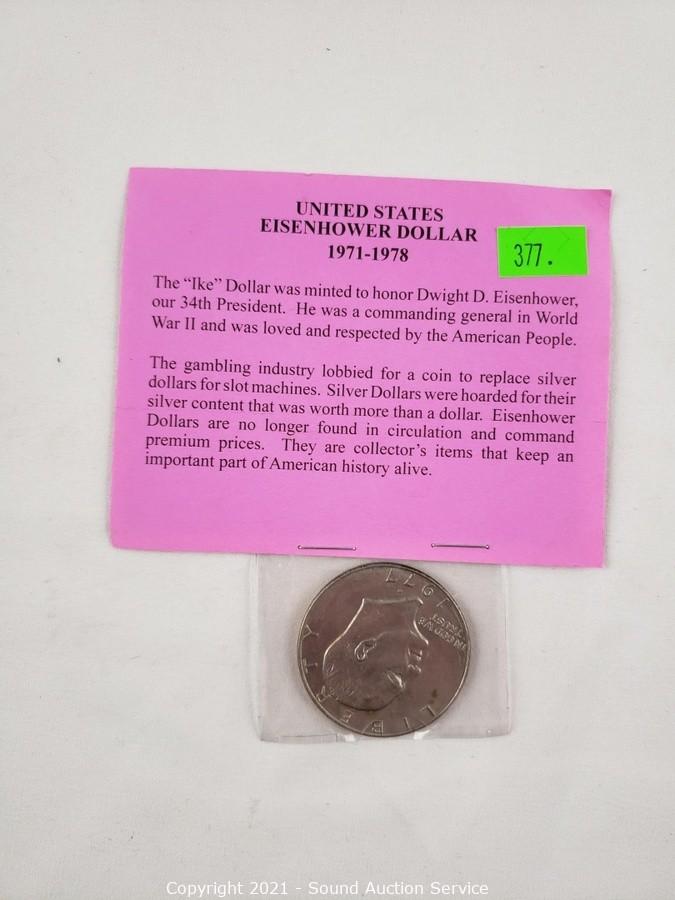 UNITED STATES
EISENHOWER DOLLAR
1971-1978
377.
The “Ike” Dollar was minted to honor Dwight D. Eisenhower,
our 34th President. He was a commanding general in World
War II and was loved and respected by the American People.
The gambling industry lobbied for a coin to replace silver
dollars for slot machines. Silver Dollars were hoarded for their
silver content that was worth more than a dollar. Eisenhower
Dollars are no longer found in circulation and command
premium prices. They are collector’s items that keep an
important part of American history alive.
LIBERTY
IN GOD WE
TRUST
1977
Copyright 2021 - Sound Auction Service